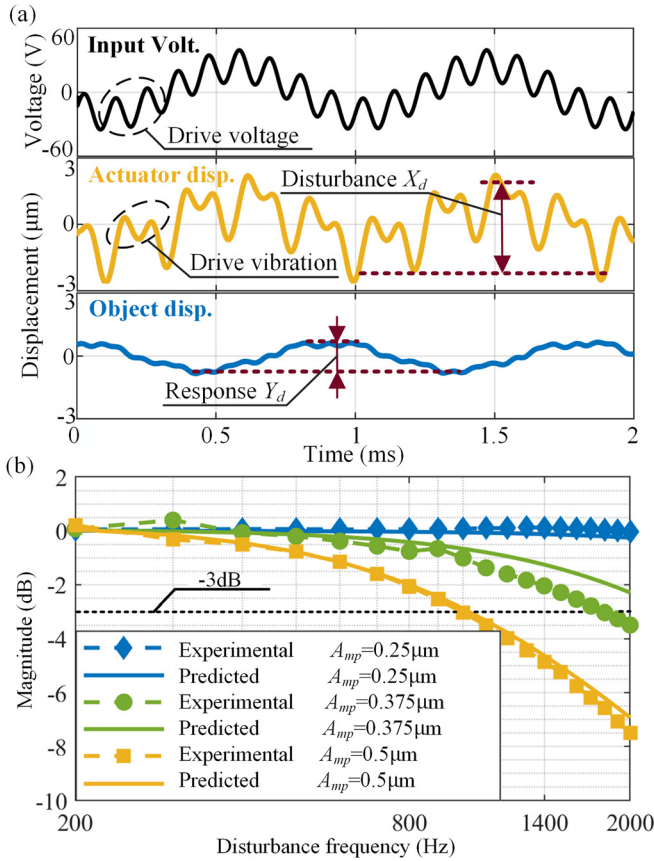 (a)
60
0
-60
Voltage (V)
Input Volt.
Drive voltage
3
0
-3
Displacement (μm)
Actuator disp.
Disturbance Xd
Drive vibration
3
0
-3
Object disp.
Response Yd
0 0.5 1 1.5 2
Time (ms)
(b)
2
0
-2
-4
-6
-8
-10
Magnitude (dB)
-3dB
Experimental Amp=0.25μm
Predicted Amp=0.25μm
Experimental Amp=0.375μm
Predicted Amp=0.375μm
Experimental Amp=0.5μm
Predicted Amp=0.5μm
200 800 1400 2000
Disturbance frequency (Hz)